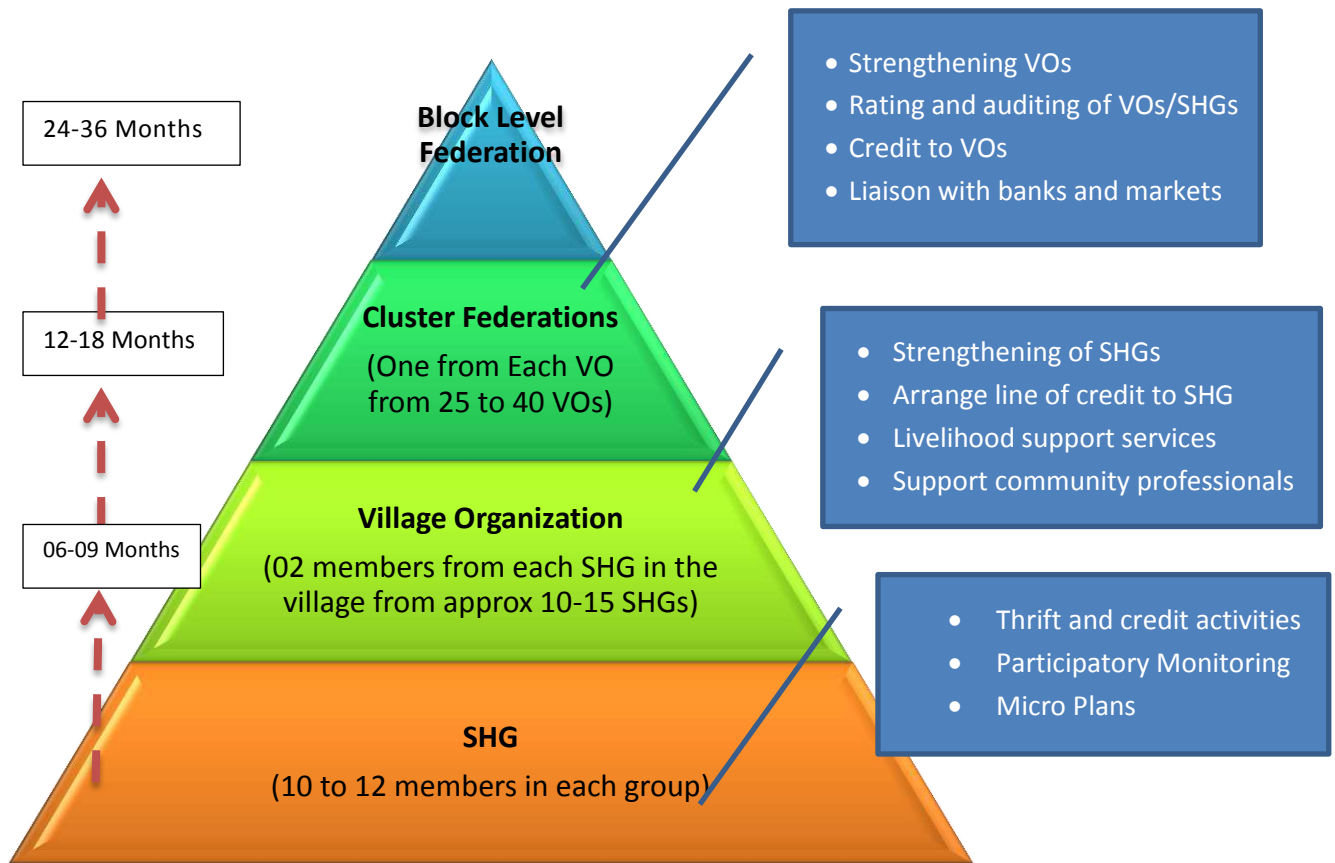 24-36 Months
12-18 Months
06-09 Months
Block Level
Federation
Cluster Federations
(One from Each VO
from 25 to 40 VOs)
Village Organization
(02 members from each SHG in the
village from approx 10-15 SHGs)
SHG
(10 to 12 members in each group)
• Strengthening VOs
• Rating and auditing of VOs/SHGs
• Credit to VOs
• Liaison with banks and markets
• Strengthening of SHGs
• Arrange line of credit to SHG
• Livelihood support services
• Support community professionals
• Thrift and credit activities
• Participatory Monitoring
• Micro Plans